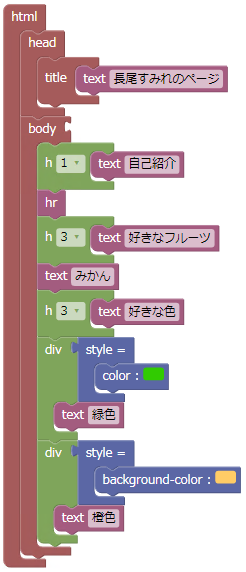 html
head
title text 長尾すみれのページ
body
h 1 text 自己紹介
hr
h 3 text 好きなフルーツ
text みかん
h 3 text 好きな色
div style =
color :
text 緑色
div style =
background-color :
text 橙色